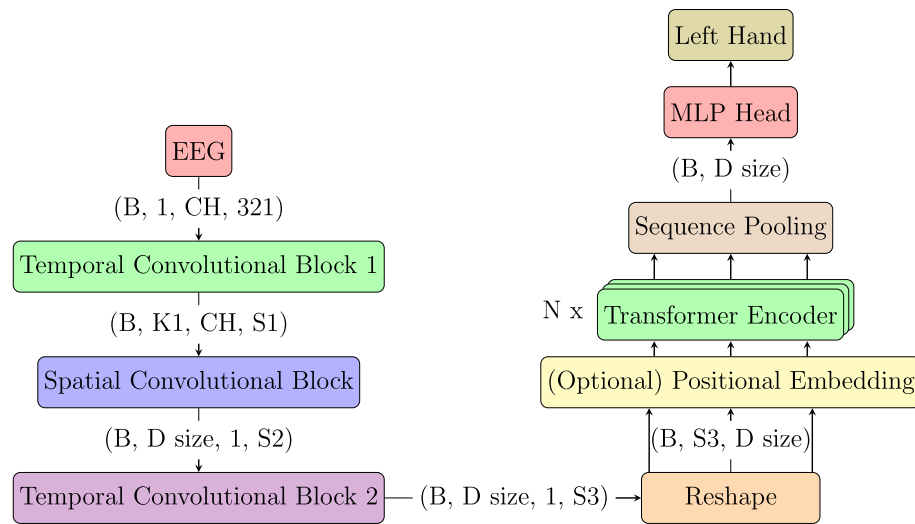 EEG
(B, 1, CH, 321)
Temporal Convolutional Block 1
(B, K1, CH, S1)
Spatial Convolutional Block
(B, D size, 1, S2)
Temporal Convolutional Block 2
(B, D size, 1, S3)
Reshape
(B, S3, D size)
(Optional) Positional Embedding
N x
Transformer Encoder
Sequence Pooling
(B, D size)
MLP Head
Left Hand